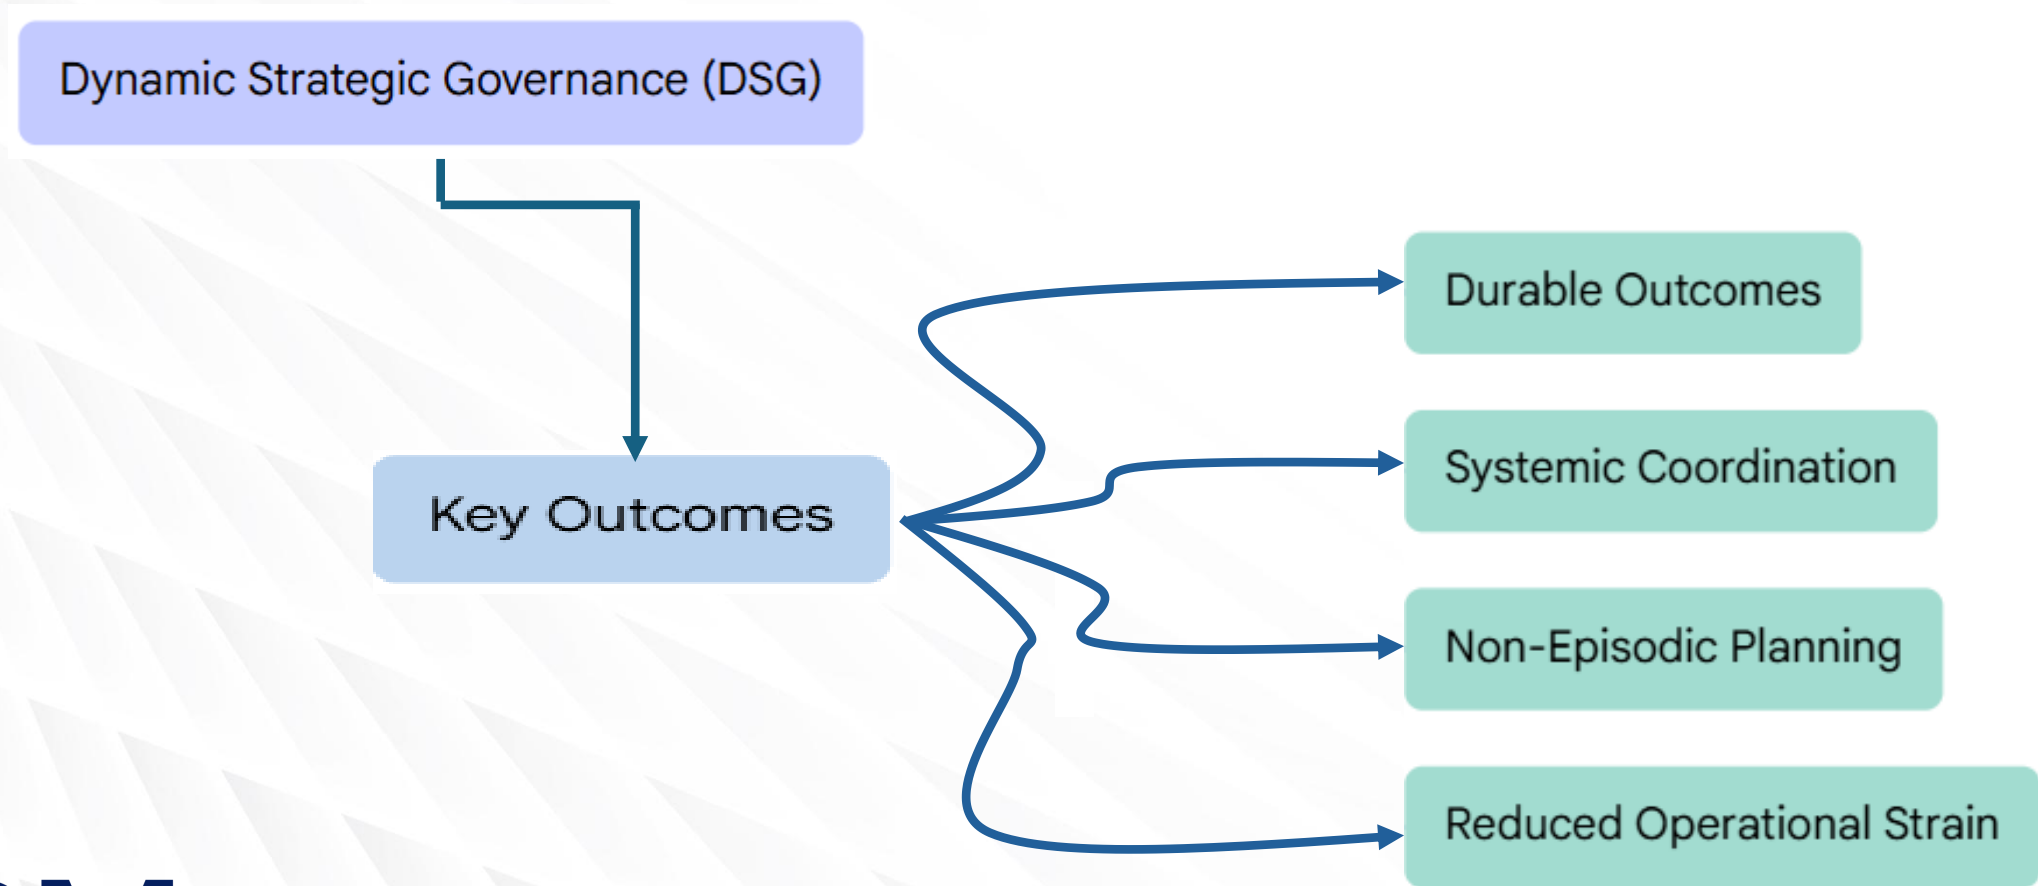 Dynamic Strategic Governance (DSG)
Key Outcomes
Durable Outcomes
Systemic Coordination
Non-Episodic Planning
Reduced Operational Strain